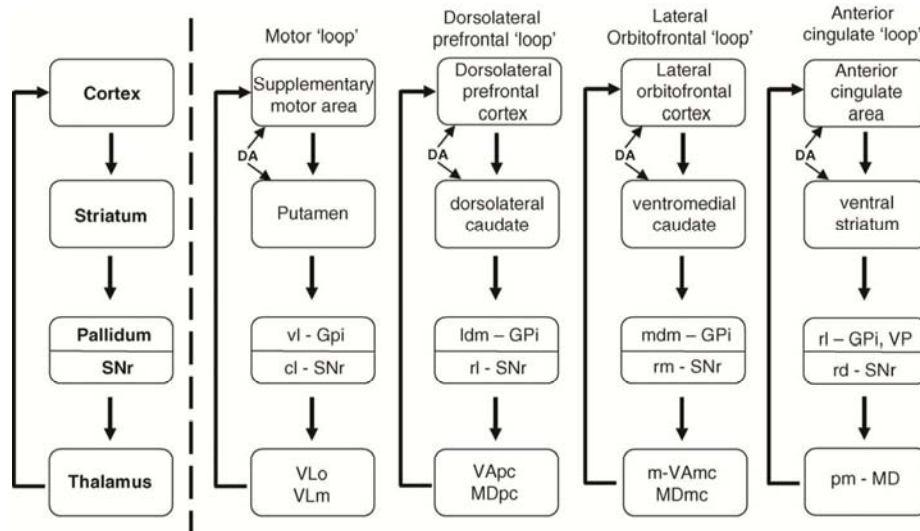 Motor 'loop'
Dorsolateral
prefrontal 'loop'
Lateral
Orbitofrontal 'loop'
Anterior
cingulate 'loop'
Cortex
Striatum
Pallidum
SNr
Thalamus
Supplementary
motor area
DA
Putamen
vl - Gpi
cl - SNr
VLo
VLm
Dorsolateral
prefrontal
cortex
DA
dorsolateral
caudate
ldm – GPi
rl - SNr
VApc
MDpc
Lateral
orbitofrontal
cortex
DA
ventromedial
caudate
mdm – GPi
rm - SNr
m-VAmc
MDmc
Anterior
cingulate
area
DA
ventral
striatum
rl – GPi, VP
rd - SNr
pm - MD